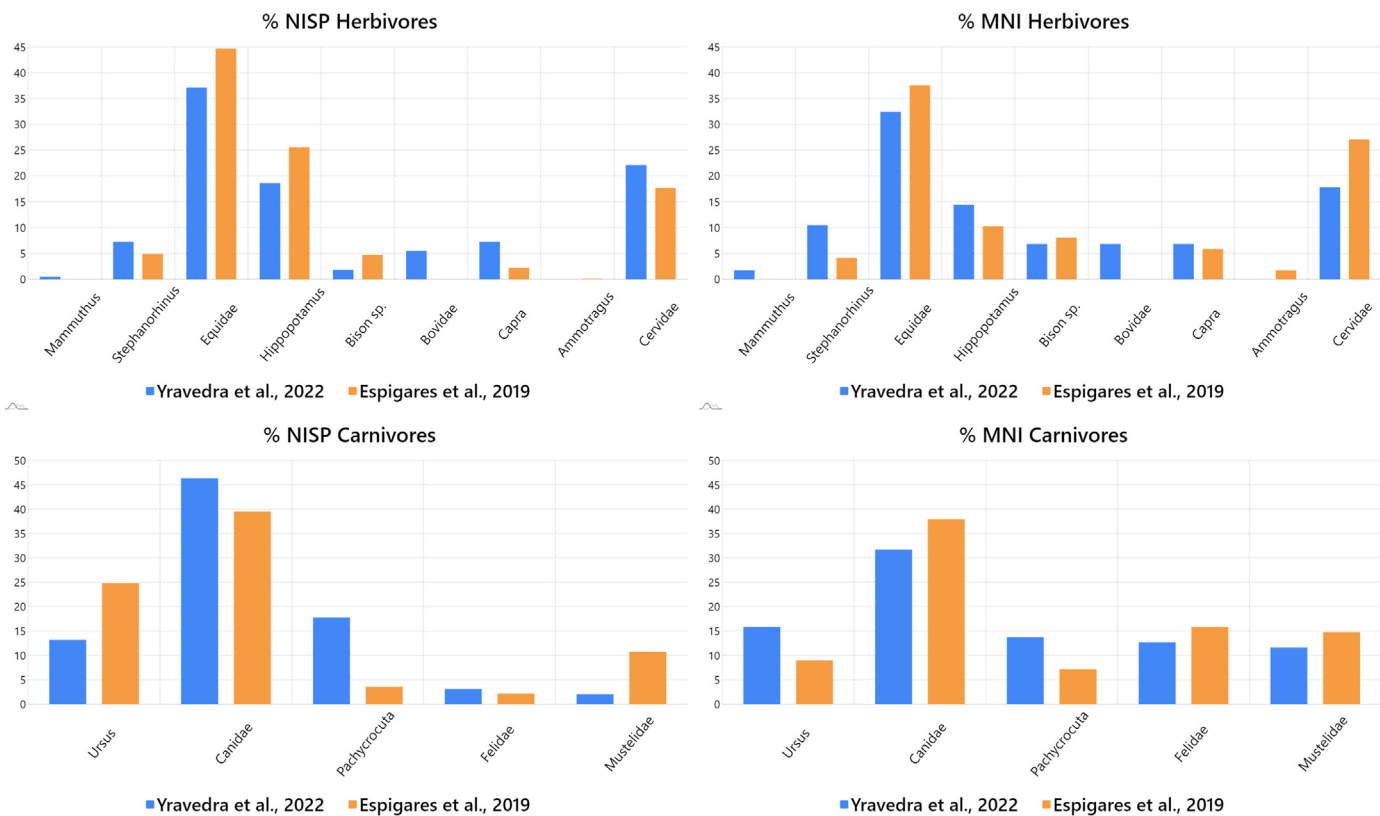 % NISP Herbivores
45
40
35
30
25
20
15
10
5
0
Mammuthus
Stephanorhinus
Equidae
Hippopotamus
Bison sp.
Bovidae
Capra
Ammotragus
Cervidae
Yravedra et al., 2022 Espigares et al., 2019
% MNI Herbivores
45
40
35
30
25
20
15
10
5
0
Mammuthus
Stephanorhinus
Equidae
Hippopotamus
Bison sp.
Bovidae
Capra
Ammotragus
Cervidae
Yravedra et al., 2022 Espigares et al., 2019
% NISP Carnivores
50
45
40
35
30
25
20
15
10
5
0
Ursus
Canidae
Pachycrocuta
Felidae
Mustelidae
Yravedra et al., 2022 Espigares et al., 2019
% MNI Carnivores
50
45
40
35
30
25
20
15
10
5
0
Ursus
Canidae
Pachycrocuta
Felidae
Mustelidae
Yravedra et al., 2022 Espigares et al., 2019